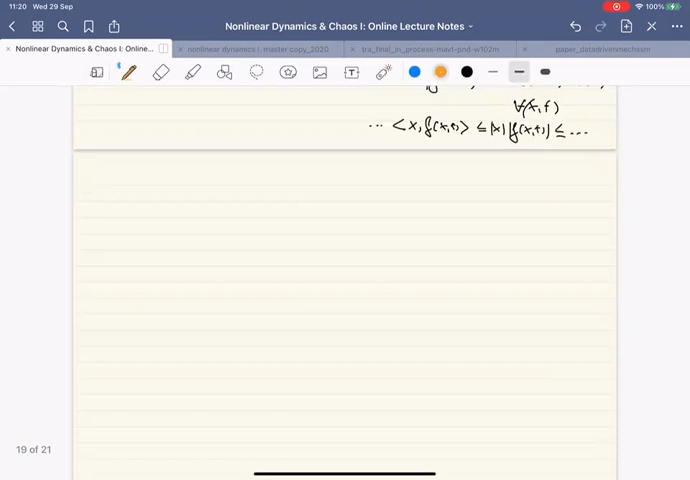 11:20 Wed 29 Sep
100%
Nonlinear Dynamics & Chaos I: Online Lecture Notes
Nonlinear Dynamics & Chaos I: Online...
nonlinear dynamics I. master copy_2020
tra_final_in_process-mavt-pnd-w102m
paper_datadrivenmechssm
∀(x,t)
... < x, f(x,t) > ≤ |x| |f(x,t)| ≤ ...
19 of 21